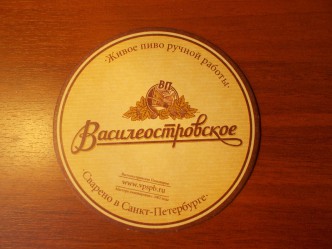 ·Живое пиво ручной работы·
ВП
Василеостровское
www.vpspb.ru
·Сварено в Санкт-Петербурге·